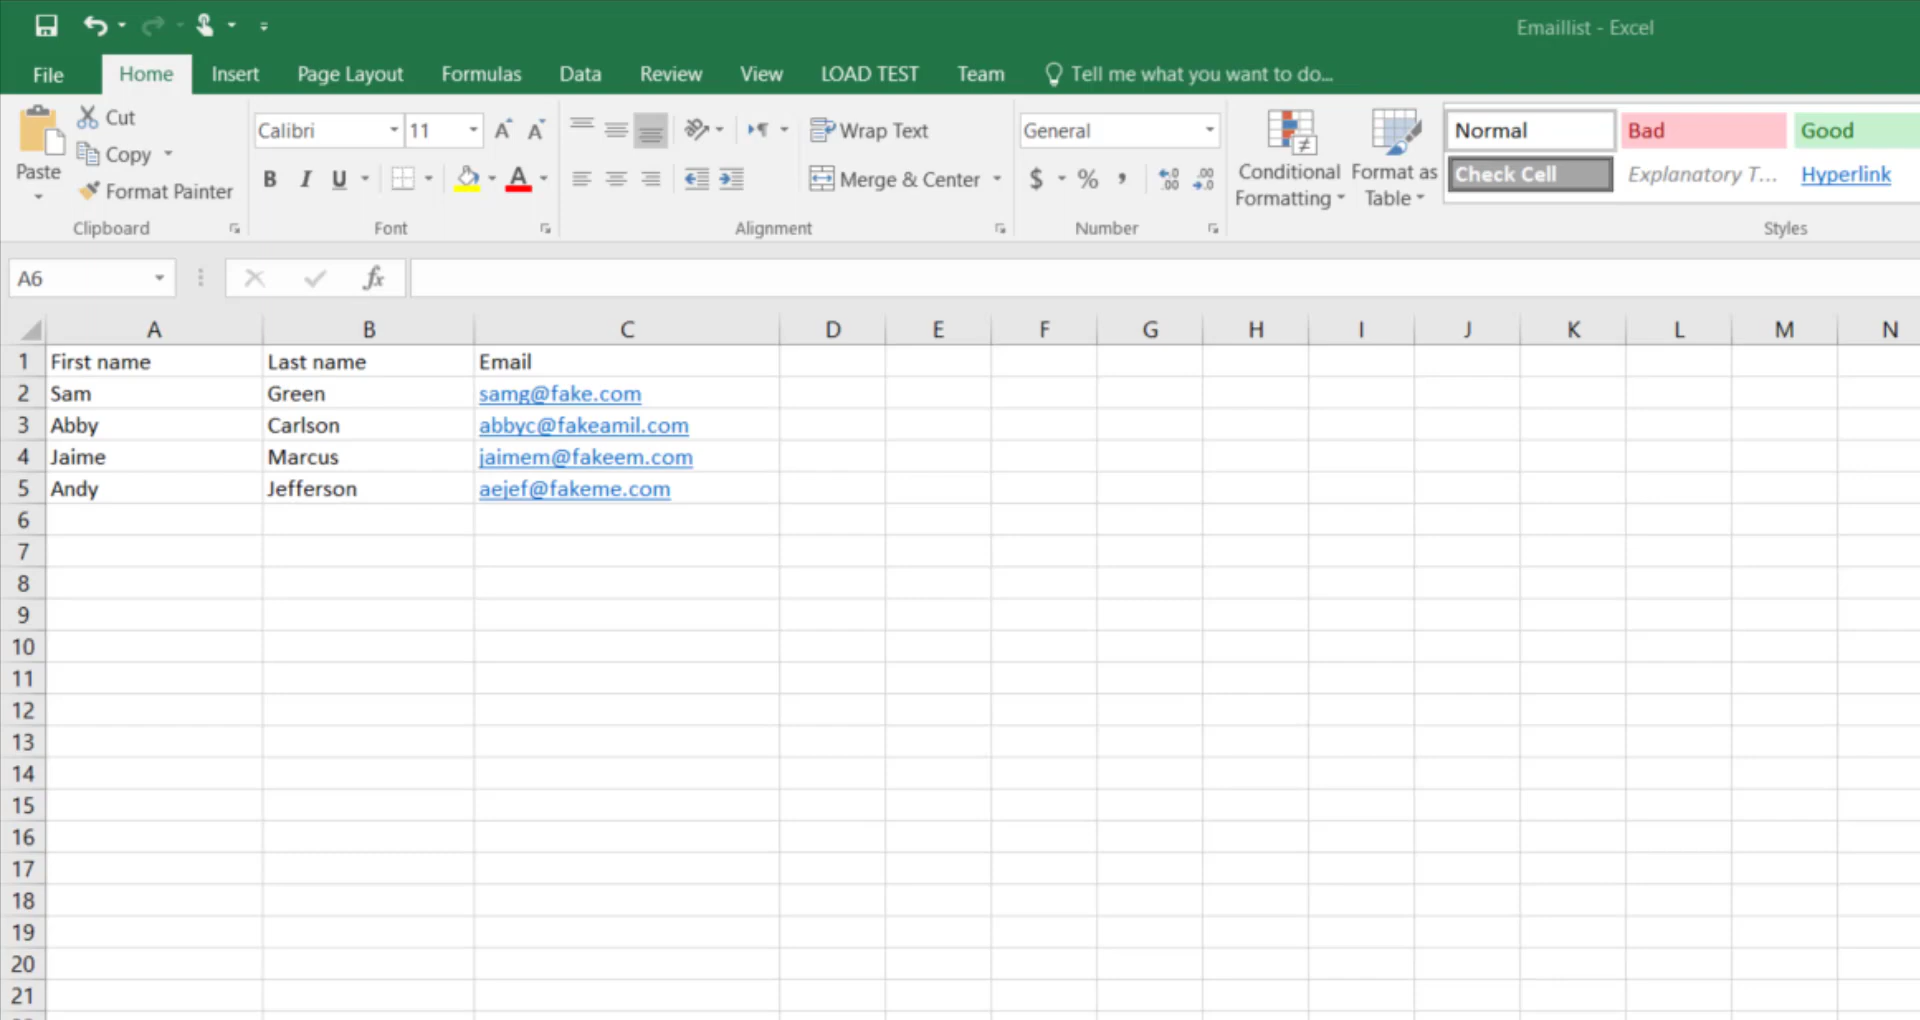 Emaillist - Excel
File Home Insert Page Layout Formulas Data Review View LOAD TEST Team Tell me what you want to do...
Paste
Cut
Copy
Format Painter
Clipboard
Calibri 11
B I U
Font
Wrap Text
Merge & Center
Alignment
General
$ % ,
Number
Conditional Formatting
Format as Table
Normal Bad Good
Check Cell Explanatory T... Hyperlink
Styles
A6 fx
A B C D E F G H I J K L M N
1 First name Last name Email
2 Sam Green samg@fake.com
3 Abby Carlson abbyc@fakeamil.com
4 Jaime Marcus jaimem@fakeem.com
5 Andy Jefferson aejef@fakeme.com
6
7
8
9
10
11
12
13
14
15
16
17
18
19
20
21